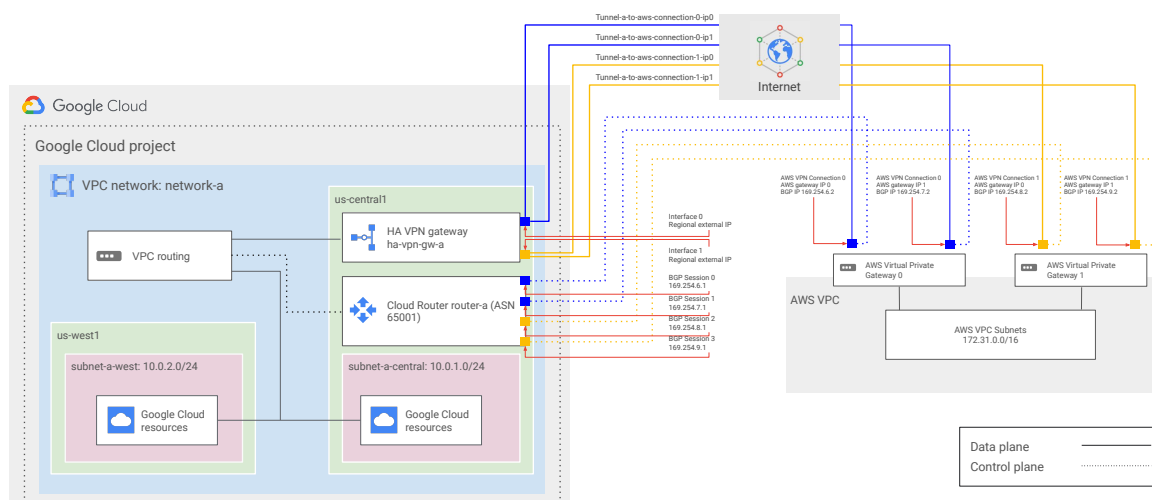 Tunnel-a-to-aws-connection-0-ip0
Tunnel-a-to-aws-connection-0-ip1
Tunnel-a-to-aws-connection-1-ip0
Tunnel-a-to-aws-connection-1-ip1
Internet
Google Cloud
Google Cloud project
VPC network: network-a
us-central1
HA VPN gateway
ha-vpn-gw-a
VPC routing
Cloud Router router-a (ASN
65001)
us-west1
subnet-a-west: 10.0.2.0/24
Google Cloud
resources
subnet-a-central: 10.0.1.0/24
Google Cloud
resources
Interface 0
Regional external IP
Interface 1
Regional external IP
BGP Session 0
169.254.6.1
BGP Session 1
169.254.7.1
BGP Session 2
169.254.8.1
BGP Session 3
169.254.9.1
AWS VPN Connection 0
AWS gateway IP 0
BGP IP 169.254.6.2
AWS VPN Connection 0
AWS gateway IP 1
BGP IP 169.254.7.2
AWS VPN Connection 1
AWS gateway IP 0
BGP IP 169.254.8.2
AWS VPN Connection 1
AWS gateway IP 1
BGP IP 169.254.9.2
AWS Virtual Private
Gateway 0
AWS Virtual Private
Gateway 1
AWS VPC
AWS VPC Subnets
172.31.0.0/16
Data plane
Control plane